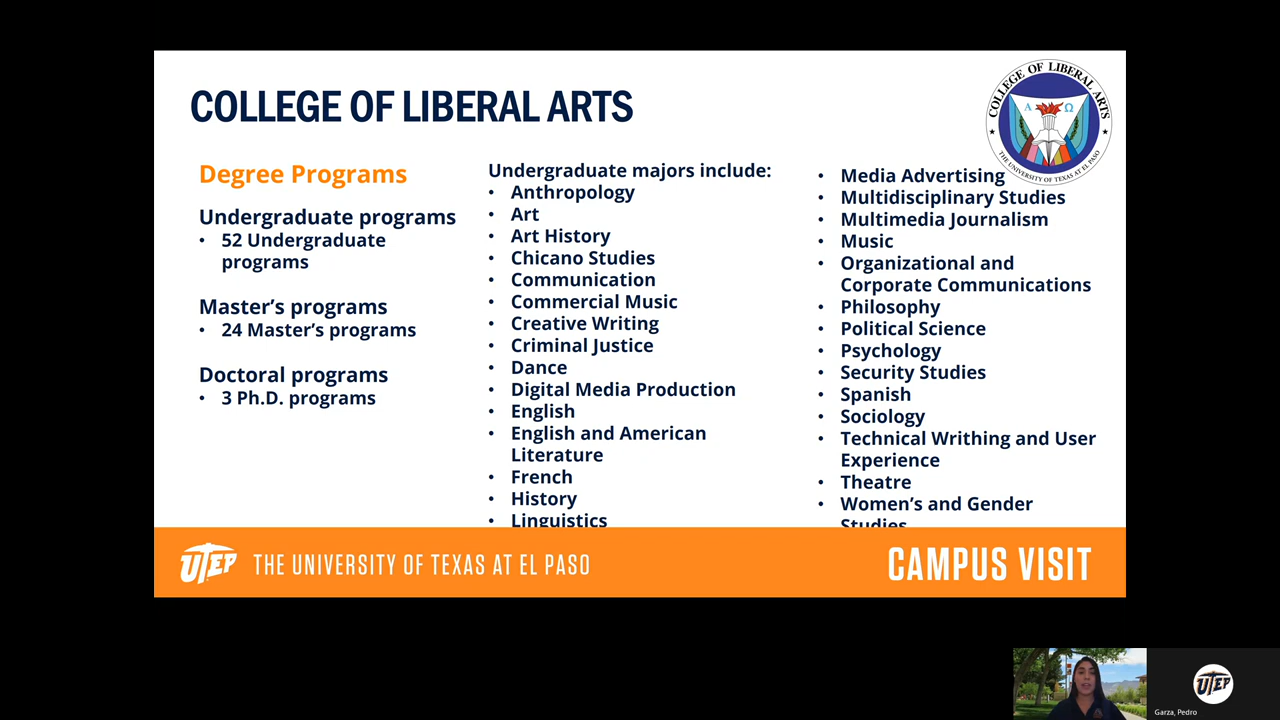 COLLEGE OF LIBERAL ARTS
COLLEGE OF LIBERAL ARTS
Α Ω
THE UNIVERSITY OF TEXAS AT EL PASO
Degree Programs
Undergraduate programs
• 52 Undergraduate
programs
Master's programs
• 24 Master's programs
Doctoral programs
• 3 Ph.D. programs
Undergraduate majors include:
• Anthropology
• Art
• Art History
• Chicano Studies
• Communication
• Commercial Music
• Creative Writing
• Criminal Justice
• Dance
• Digital Media Production
• English
• English and American
Literature
• French
• History
• Linguistics
• Media Advertising
• Multidisciplinary Studies
• Multimedia Journalism
• Music
• Organizational and
Corporate Communications
• Philosophy
• Political Science
• Psychology
• Security Studies
• Spanish
• Sociology
• Technical Writhing and User
Experience
• Theatre
• Women's and Gender
Studies
UTEP THE UNIVERSITY OF TEXAS AT EL PASO
CAMPUS VISIT
UTEP
Garza, Pedro